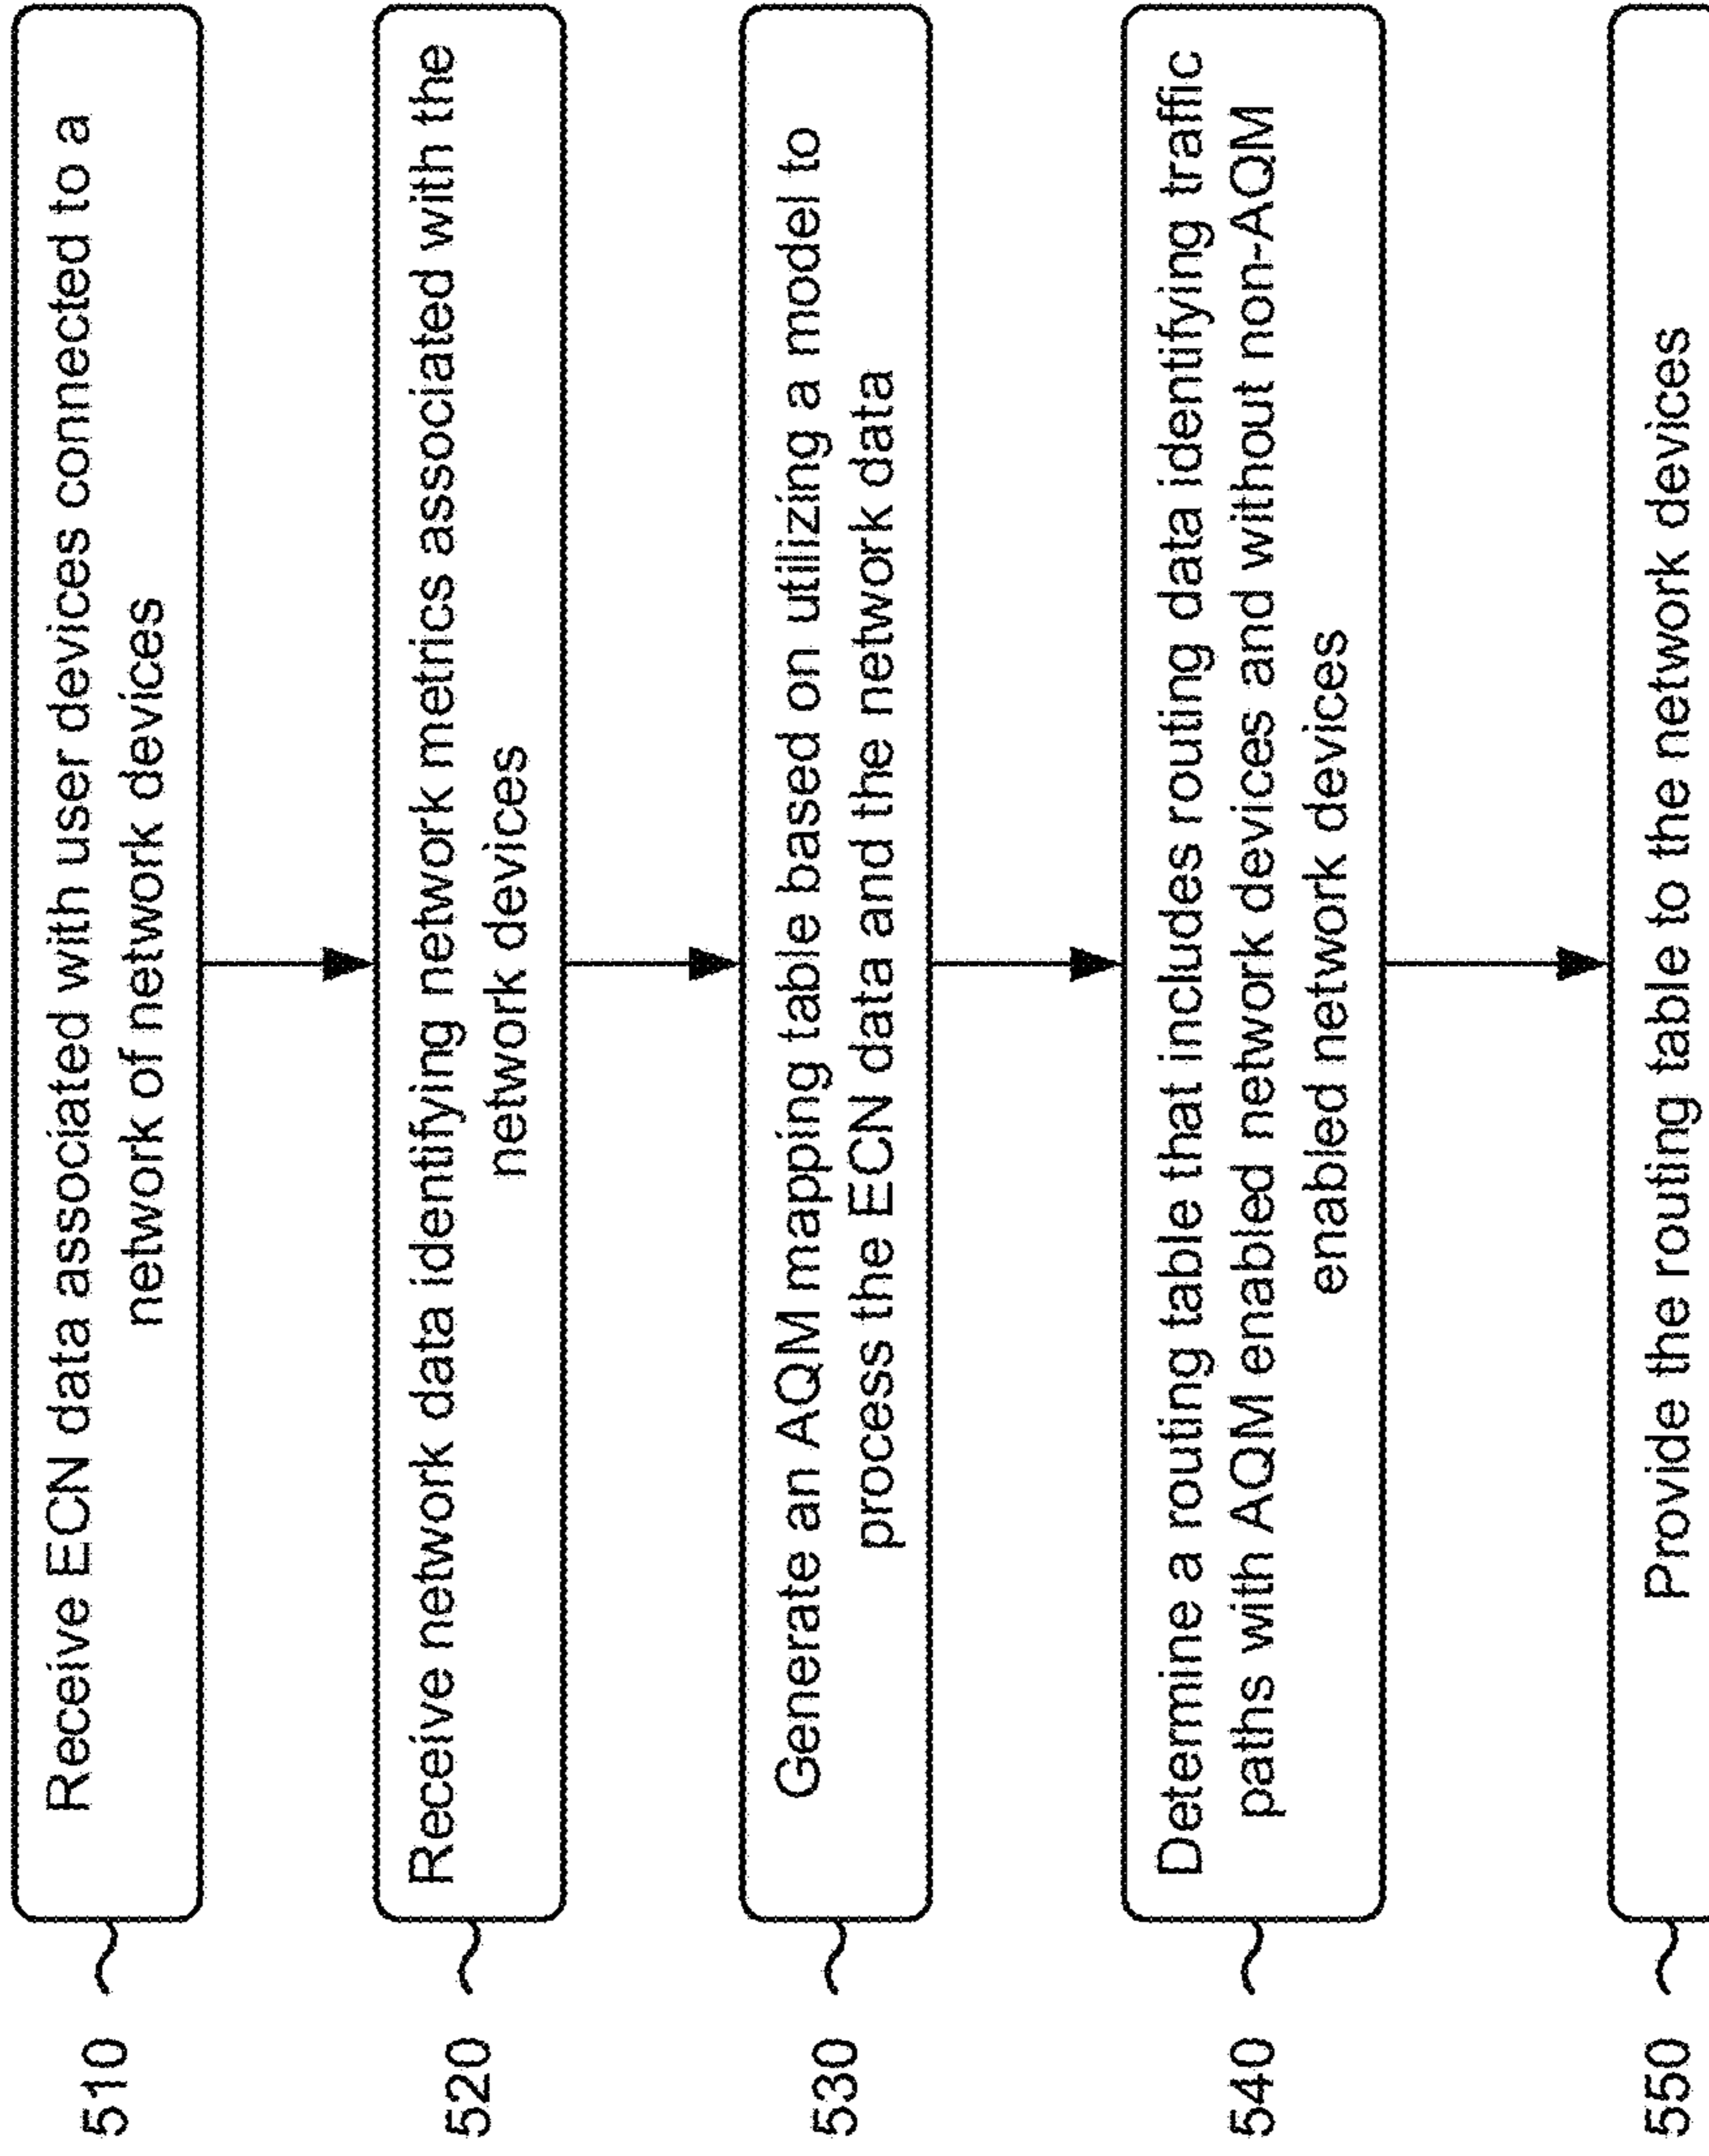 510
Receive ECN data associated with user devices connected to a
network of network devices
520
Receive network data identifying network metrics associated with the
network devices
530
Generate an AQM mapping table based on utilizing a model to
process the ECN data and the network data
540
Determine a routing table that includes routing data identifying traffic
paths with AQM enabled network devices and without non-AQM
enabled network devices
550
Provide the routing table to the network devices